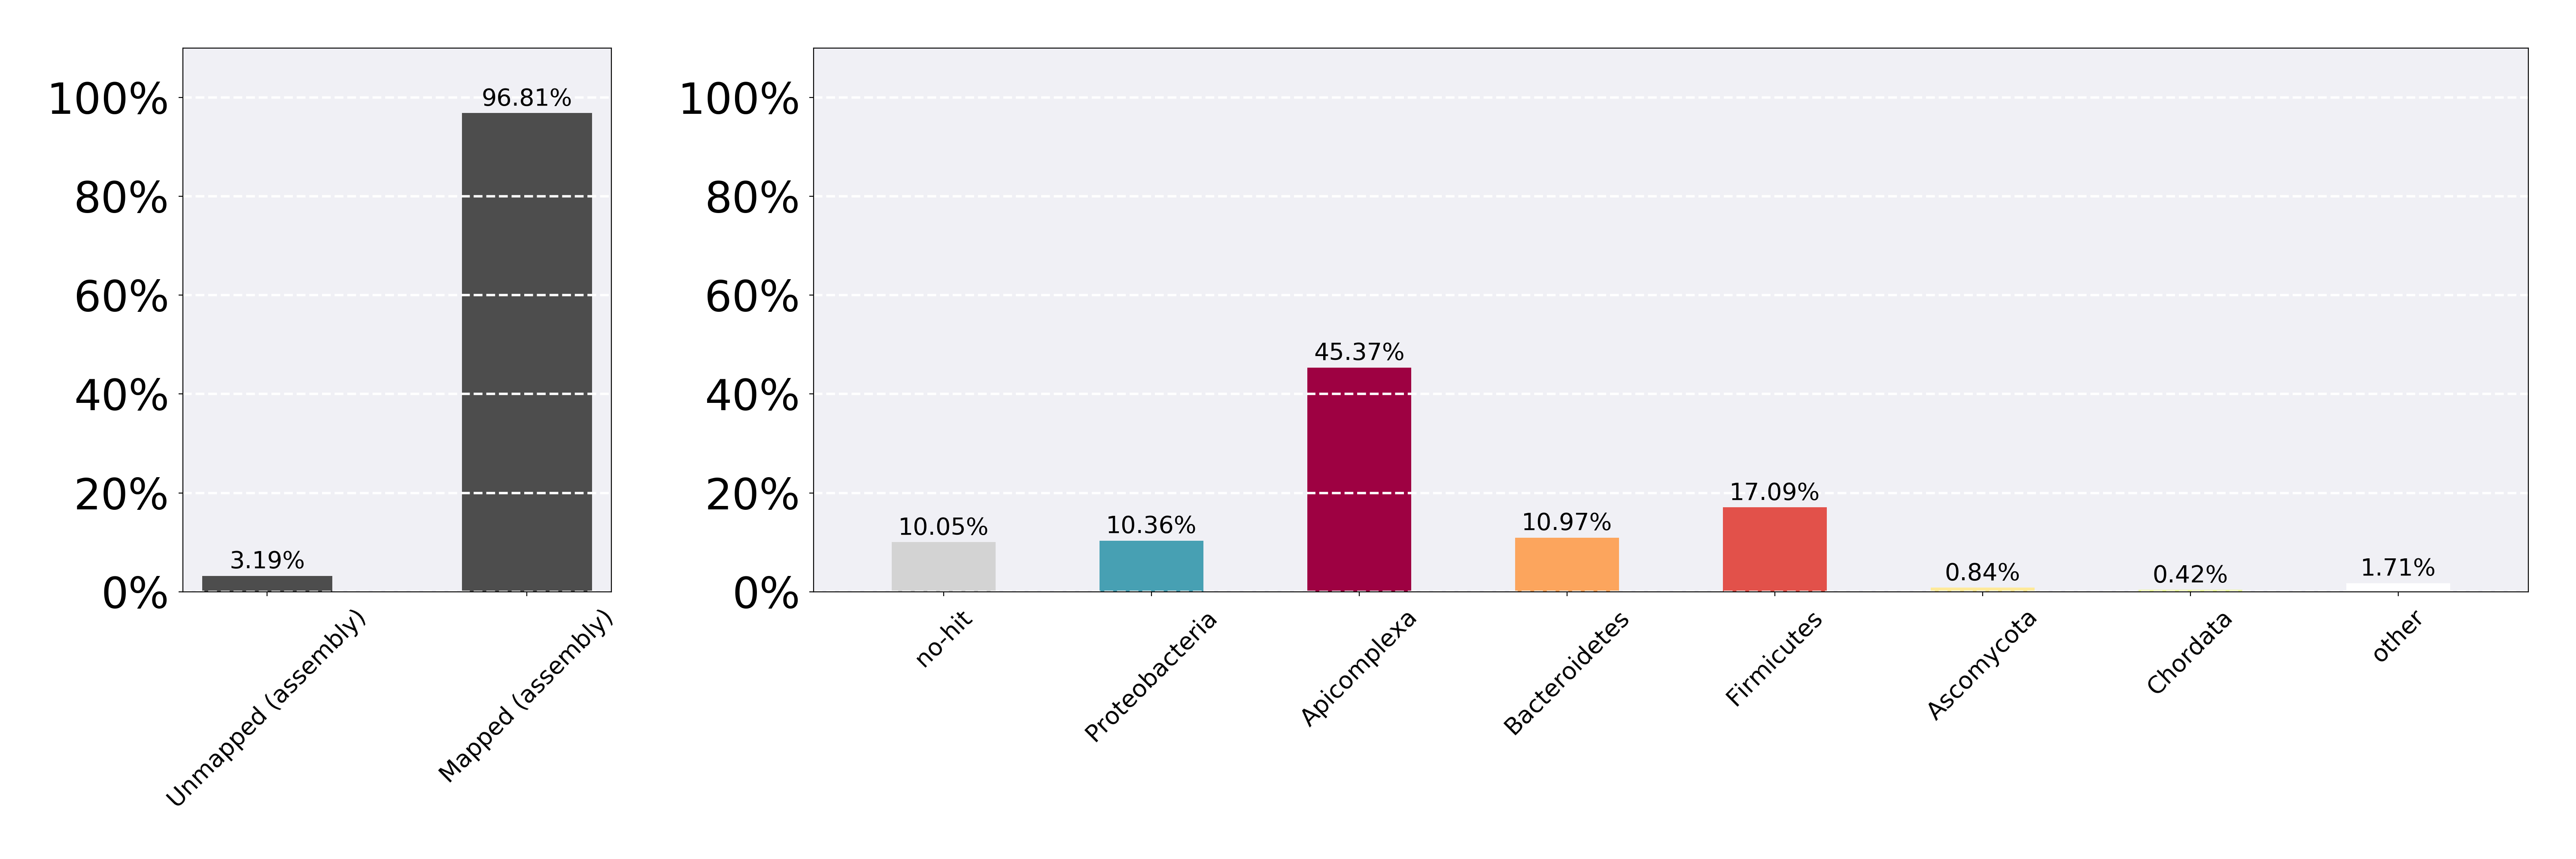 100%
80%
60%
40%
20%
0%
3.19%
96.81%
Unmapped (assembly)
Mapped (assembly)
100%
80%
60%
40%
20%
0%
10.05%
10.36%
45.37%
10.97%
17.09%
0.84%
0.42%
1.71%
no-hit
Proteobacteria
Apicomplexa
Bacteroidetes
Firmicutes
Ascomycota
Chordata
other